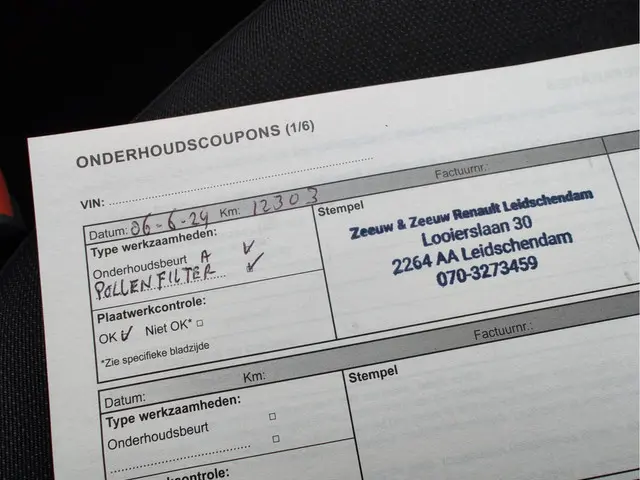 ONDERHOUDSCOUPONS (1/6)
VIN:
Datum: 06-6-24 Km: 12303 Factuurnr.:
Type werkzaamheden:
Onderhoudsbeurt A ✓
POLLENFILTER ✓
Plaatwerkcontrole:
OK ✓ Niet OK* □
*Zie specifieke bladzijde
Stempel
Zeeuw & Zeeuw Renault Leidschendam
Looierslaan 30
2264 AA Leidschendam
070-3273459
Datum: Km: Factuurnr.:
Type werkzaamheden:
Onderhoudsbeurt □
□
Stempel